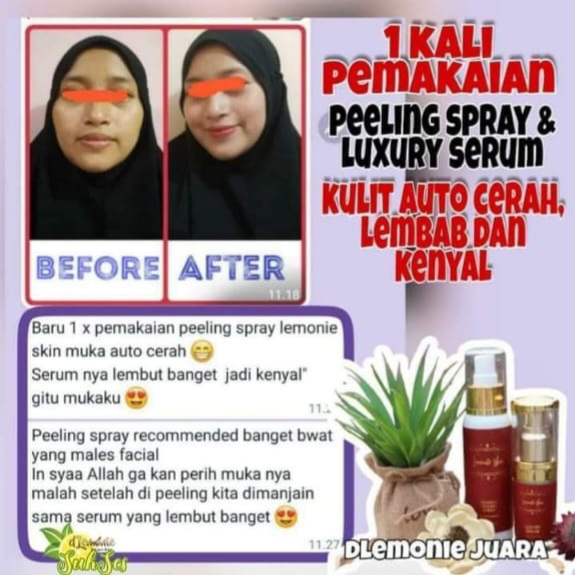 1 KALI
PEMAKAIAN
PEELING SPRAY &
LUXURY SERUM
KULIT AUTO CERAH,
LEMBAB DAN
KENYAL
BEFORE AFTER
11.18
Baru 1 x pemakaian peeling spray lemonie
skin muka auto cerah 😁
Serum nya lembut banget jadi kenyal"
gitu mukaku 😍
Peeling spray recommended banget bwat
yang males facial
In syaa Allah ga kan perih muka nya
malah setelah di peeling kita dimanjain
sama serum yang lembut banget 😍
11.27
DLEMONIE JUARA
dLemonie